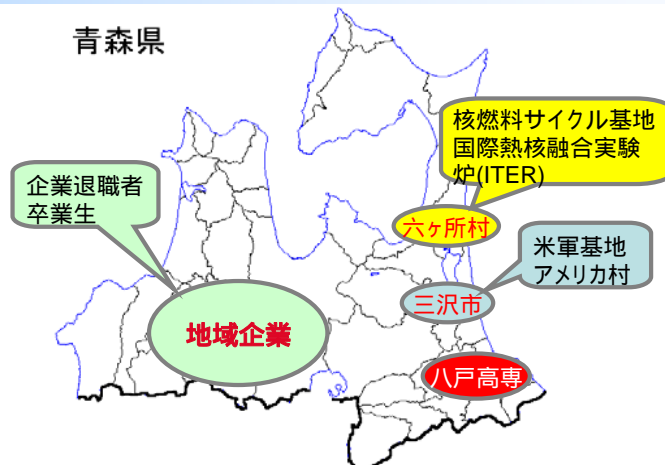 青森県
核燃料サイクル基地
国際熱核融合実験
炉(ITER)
企業退職者
卒業生
六ヶ所村
米軍基地
アメリカ村
三沢市
地域企業
八戸高専